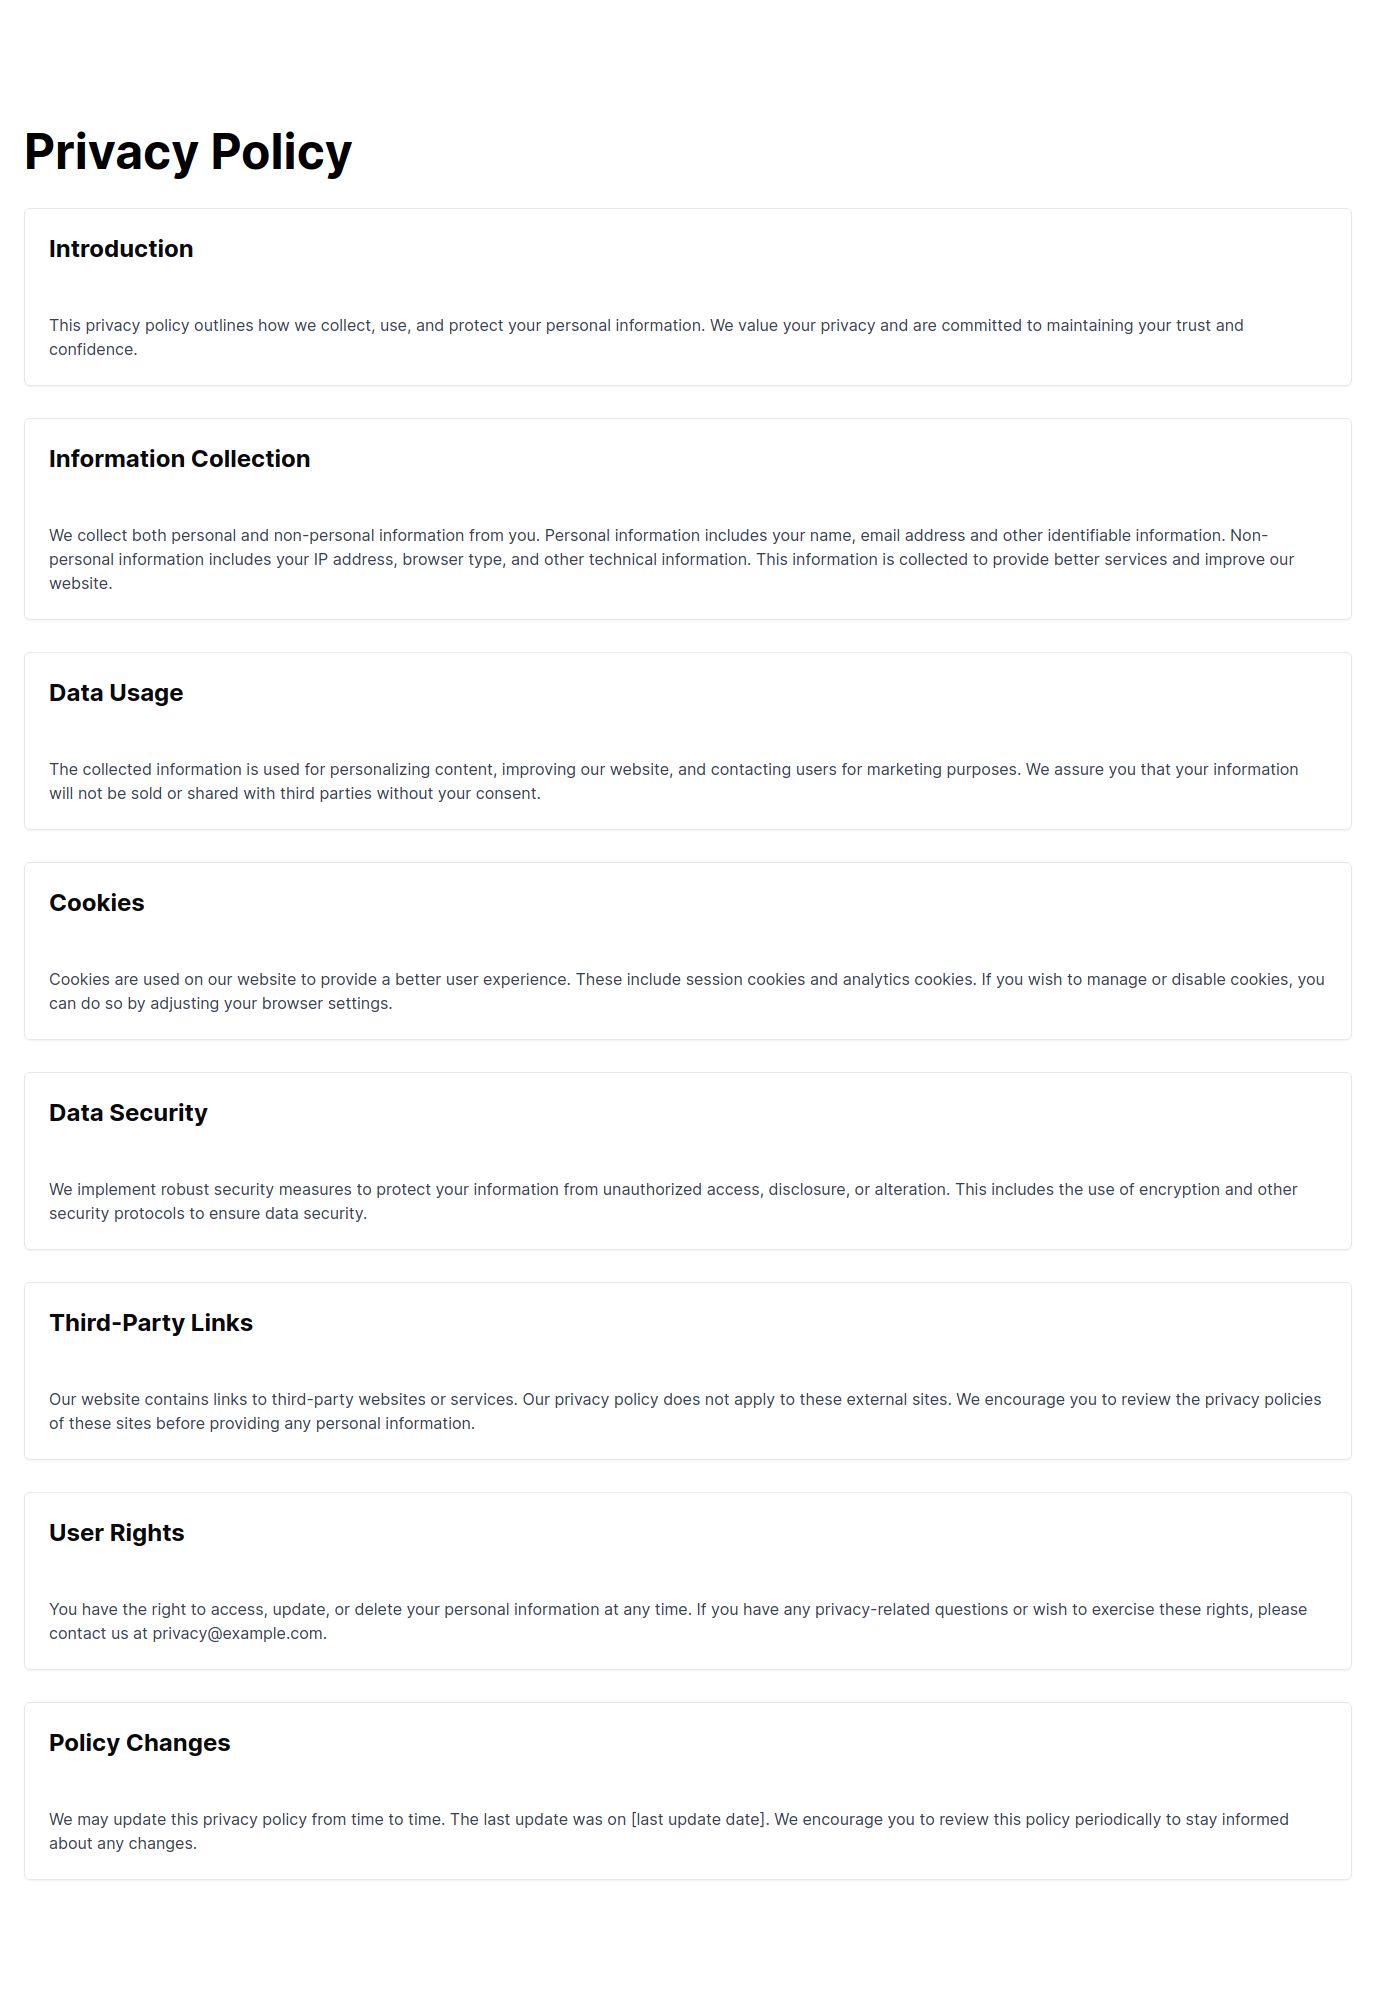 Privacy Policy
Introduction
This privacy policy outlines how we collect, use, and protect your personal information. We value your privacy and are committed to maintaining your trust and
confidence.
Information Collection
We collect both personal and non-personal information from you. Personal information includes your name, email address and other identifiable information. Non-
personal information includes your IP address, browser type, and other technical information. This information is collected to provide better services and improve our
website.
Data Usage
The collected information is used for personalizing content, improving our website, and contacting users for marketing purposes. We assure you that your information
will not be sold or shared with third parties without your consent.
Cookies
Cookies are used on our website to provide a better user experience. These include session cookies and analytics cookies. If you wish to manage or disable cookies, you
can do so by adjusting your browser settings.
Data Security
We implement robust security measures to protect your information from unauthorized access, disclosure, or alteration. This includes the use of encryption and other
security protocols to ensure data security.
Third-Party Links
Our website contains links to third-party websites or services. Our privacy policy does not apply to these external sites. We encourage you to review the privacy policies
of these sites before providing any personal information.
User Rights
You have the right to access, update, or delete your personal information at any time. If you have any privacy-related questions or wish to exercise these rights, please
contact us at privacy@example.com.
Policy Changes
We may update this privacy policy from time to time. The last update was on [last update date]. We encourage you to review this policy periodically to stay informed
about any changes.